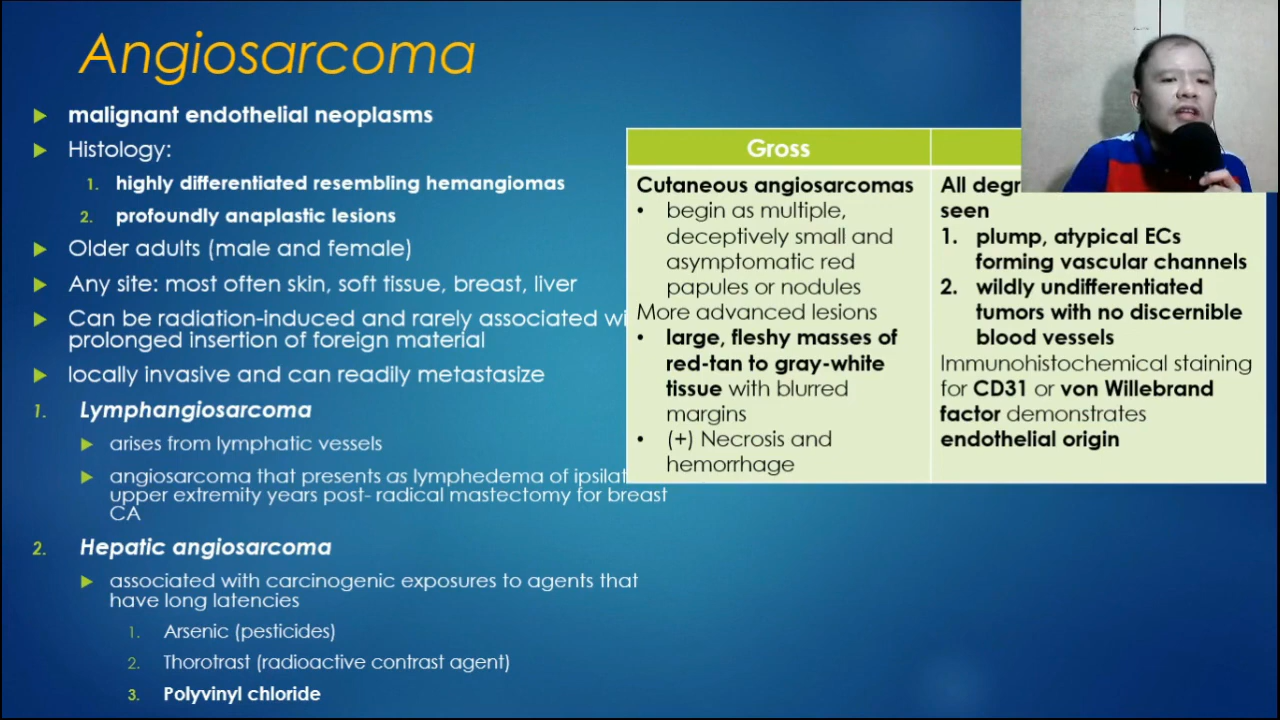 Angiosarcoma
malignant endothelial neoplasms
Histology:
1. highly differentiated resembling hemangiomas
2. profoundly anaplastic lesions
Older adults (male and female)
Any site: most often skin, soft tissue, breast, liver
Can be radiation-induced and rarely associated wi
prolonged insertion of foreign material
locally invasive and can readily metastasize
1. Lymphangiosarcoma
arises from lymphatic vessels
angiosarcoma that presents as lymphedema of ipsilat
upper extremity years post- radical mastectomy for breast
CA
2. Hepatic angiosarcoma
associated with carcinogenic exposures to agents that
have long latencies
1. Arsenic (pesticides)
2. Thorotrast (radioactive contrast agent)
3. Polyvinyl chloride
Gross
Cutaneous angiosarcomas
• begin as multiple,
deceptively small and
asymptomatic red
papules or nodules
More advanced lesions
• large, fleshy masses of
red-tan to gray-white
tissue with blurred
margins
• (+) Necrosis and
hemorrhage
All degr
seen
1. plump, atypical ECs
forming vascular channels
2. wildly undifferentiated
tumors with no discernible
blood vessels
Immunohistochemical staining
for CD31 or von Willebrand
factor demonstrates
endothelial origin